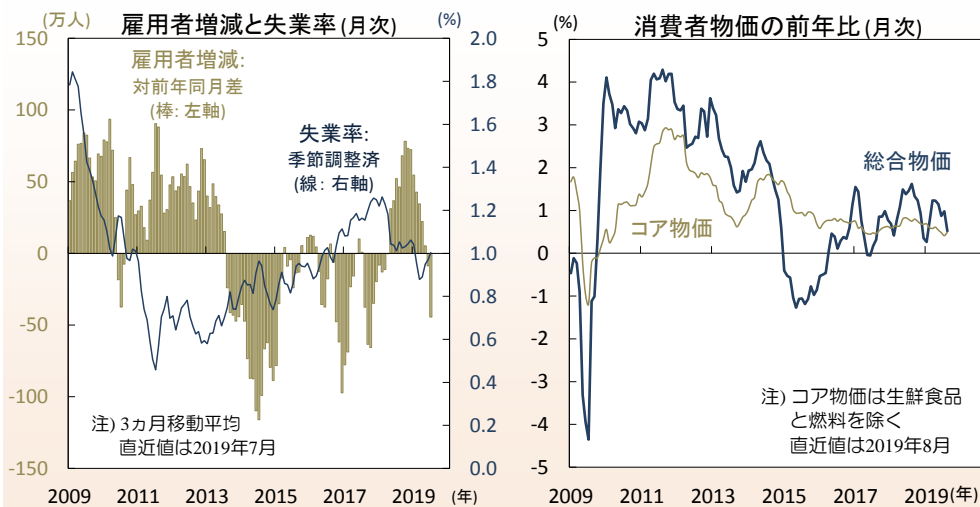 雇用者増減と失業率(月次)
(万人)
(%)
150
100
50
0
-50
-100
-150
2.0
1.8
1.6
1.4
1.2
1.0
0.8
0.6
0.4
0.2
0.0
雇用者増減:
対前年同月差
(棒: 左軸)
失業率:
季節調整済
(線: 右軸)
注) 3ヵ月移動平均
直近値は2019年7月
2009 2011 2013 2015 2017 2019 (年)
消費者物価の前年比(月次)
(%)
5
4
3
2
1
0
-1
-2
-3
-4
-5
総合物価
コア物価
注) コア物価は生鮮食品
と燃料を除く
直近値は2019年8月
2009 2011 2013 2015 2017 2019 (年)